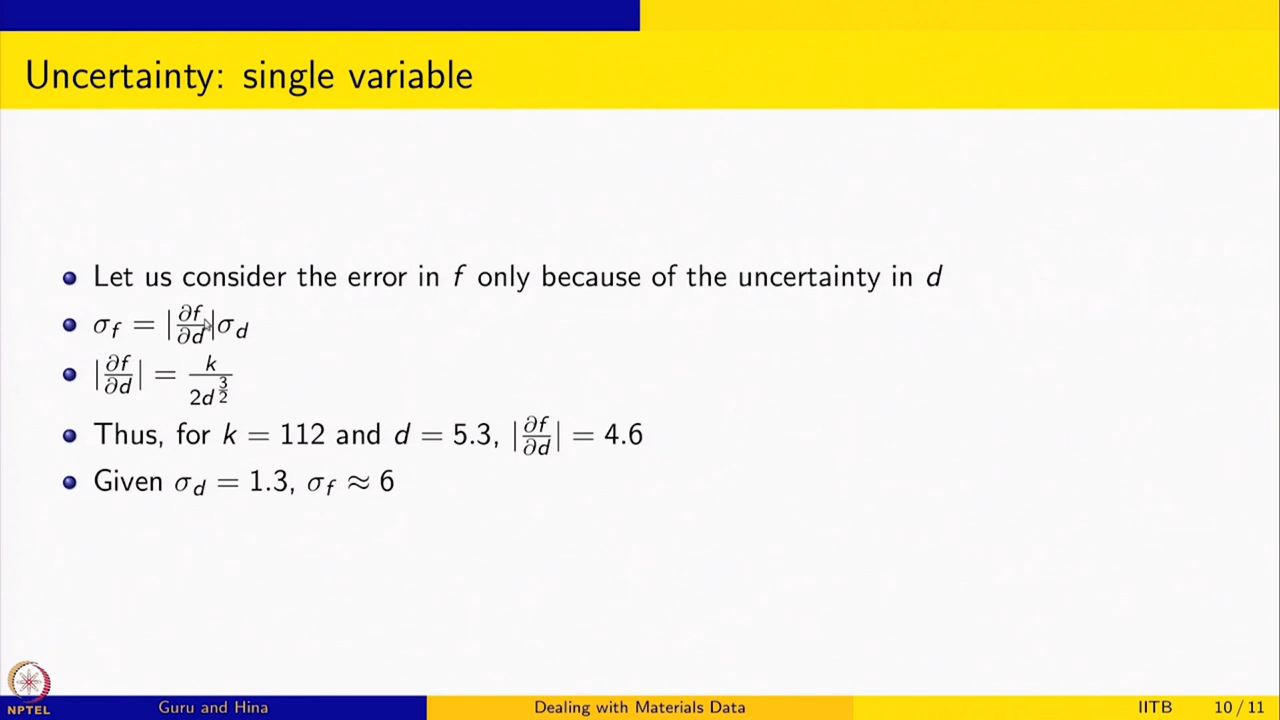 Uncertainty: single variable
Let us consider the error in f only because of the uncertainty in d
σ_f = |∂f/∂d|σ_d
|∂f/∂d| = k/(2d^(3/2))
Thus, for k = 112 and d = 5.3, |∂f/∂d| = 4.6
Given σ_d = 1.3, σ_f ≈ 6
NPTEL
Guru and Hina
Dealing with Materials Data
IITB
10 / 11